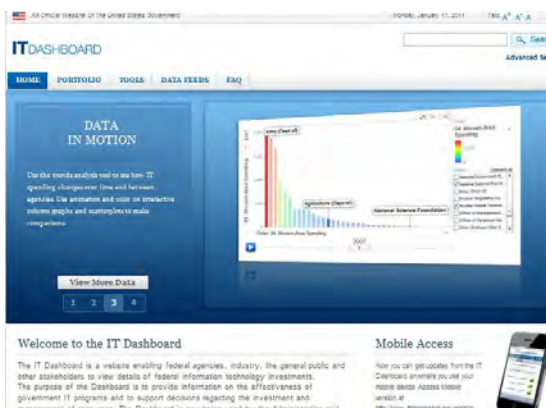 An Official Website Of the United States Government
Monday, January 17, 2011
Text: A+ A- A
IT DASHBOARD
Advanced
HOME PORTFOLIO TOOLS DATA FEEDS FAQ
DATA
IN MOTION
Use the trends analysis tool to see how IT
spending changes over time and between
agencies. Use animation and color on interactive
column graphs and scatterplots to make
comparisons.
Army (Dept of)
Agriculture (Dept of)
National Science Foundation
04 Mission Area
Spending
2007
View More Data
1 2 3 4
Welcome to the IT Dashboard
The IT Dashboard is a website enabling federal agencies, industry, the general public and
other stakeholders to view details of federal information technology investments.
The purpose of the Dashboard is to provide information on the effectiveness of
government IT programs and to support decisions regarding the investment and
Mobile Access
Now you can get updates from the IT
Dashboard anywhere you use your
mobile device. Access Mobile
version at